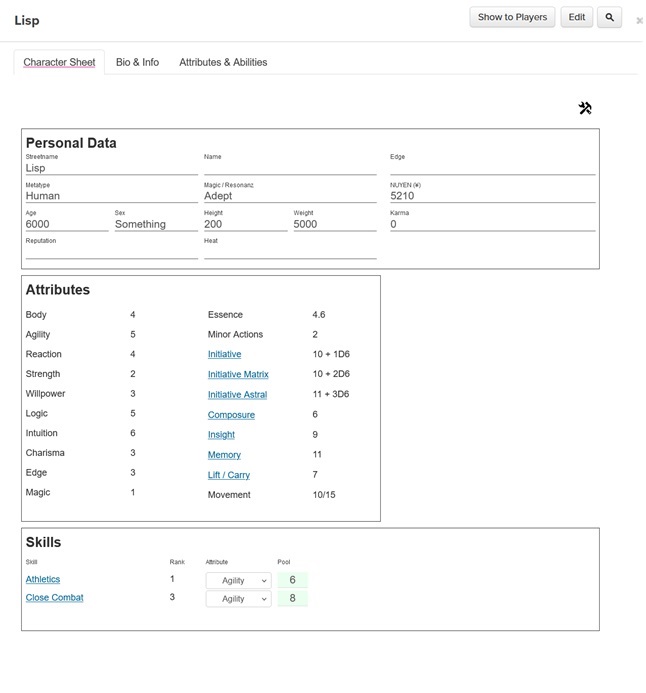 Lisp
Show to Players
Edit
Character Sheet
Bio & Info
Attributes & Abilities
Personal Data
Streetname Name Edge
Lisp
Metatype Magic / Resonanz NUYEN (¥)
Human Adept 5210
Age Sex Height Weight Karma
6000 Something 200 5000 0
Reputation Heat
Attributes
Body 4 Essence 4.6
Agility 5 Minor Actions 2
Reaction 4 Initiative 10 + 1D6
Strength 2 Initiative Matrix 10 + 2D6
Willpower 3 Initiative Astral 11 + 3D6
Logic 5 Composure 6
Intuition 6 Insight 9
Charisma 3 Memory 11
Edge 3 Lift / Carry 7
Magic 1 Movement 10/15
Skills
Skill Rank Attribute Pool
Athletics 1 Agility 6
Close Combat 3 Agility 8